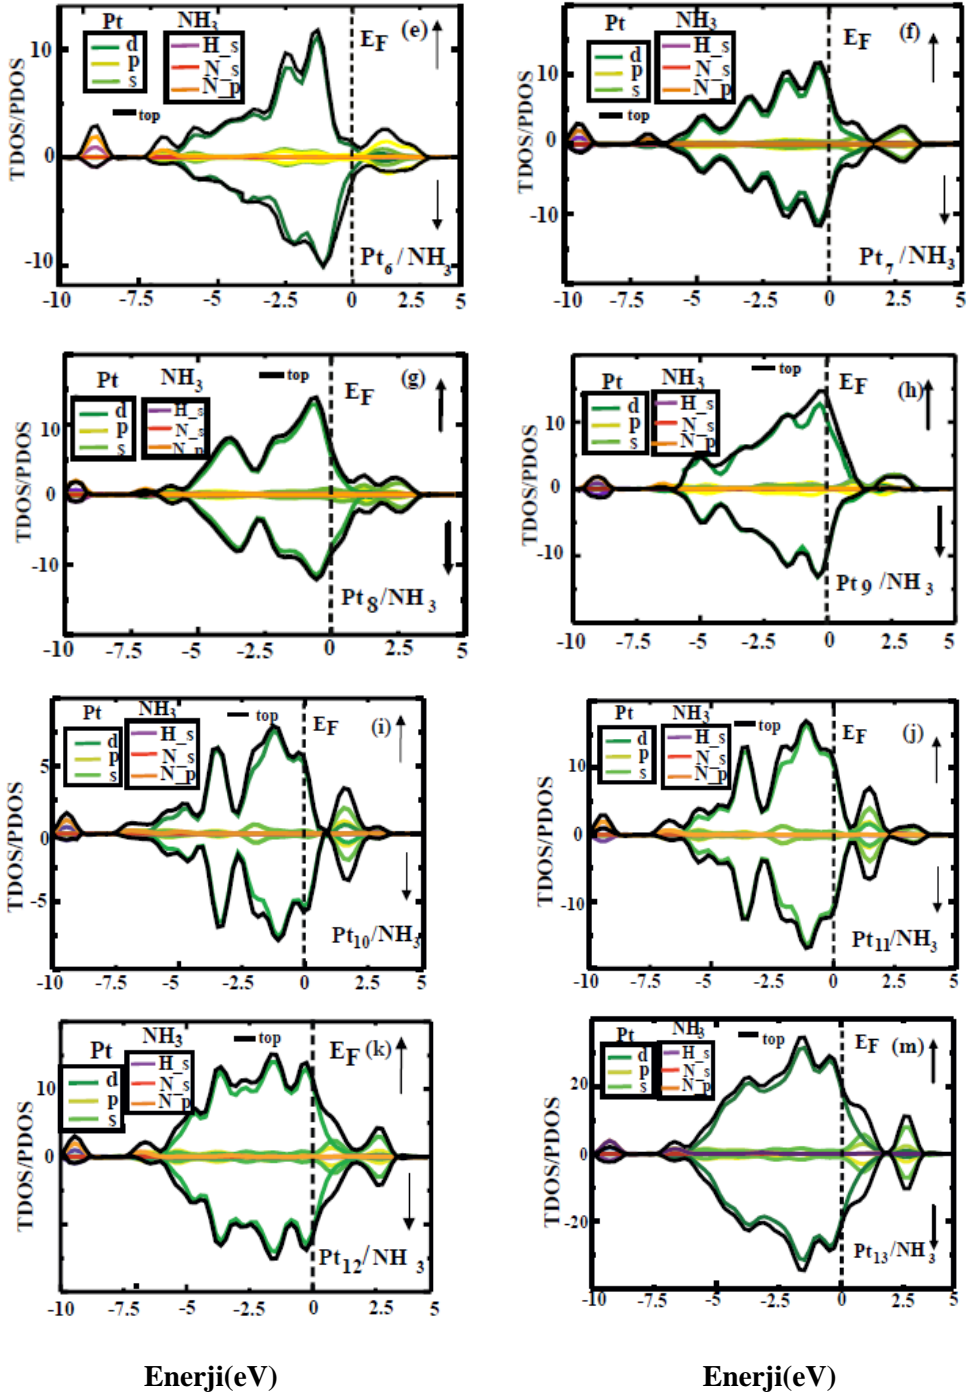 Pt NH3 EF (e)
d H_s
p N_s
s N_p
top
TDOS/PDOS
10
0
-10
Pt6/NH3
-10 -7.5 -5 -2.5 0 2.5 5
Pt NH3 EF (f)
d H_s
p N_s
s N_p
top
TDOS/PDOS
10
0
-10
Pt7/NH3
-10 -7.5 -5 -2.5 0 2.5 5
Pt NH3 top EF (g)
d H_s
p N_s
s N_p
TDOS/PDOS
10
0
-10
Pt8/NH3
-10 -7.5 -5 -2.5 0 2.5 5
Pt NH3 top EF (h)
d H_s
p N_s
s N_p
TDOS/PDOS
10
0
-10
Pt9/NH3
-10 -7.5 -5 -2.5 0 2.5 5
Pt NH3 top EF (i)
d H_s
p N_s
s N_p
TDOS/PDOS
5
0
-5
Pt10/NH3
-10 -7.5 -5 -2.5 0 2.5 5
Pt NH3 top EF (j)
d H_s
p N_s
s N_p
TDOS/PDOS
10
0
-10
Pt11/NH3
-10 -7.5 -5 -2.5 0 2.5 5
Pt NH3 top EF (k)
d H_s
p N_s
s N_p
TDOS/PDOS
10
0
Pt12/NH3
-10 -7.5 -5 -2.5 0 2.5 5
Pt NH3 top EF (m)
d H_s
p N_s
s N_p
TDOS/PDOS
20
0
-20
Pt13/NH3
-10 -7.5 -5 -2.5 0 2.5 5
Enerji(eV) Enerji(eV)